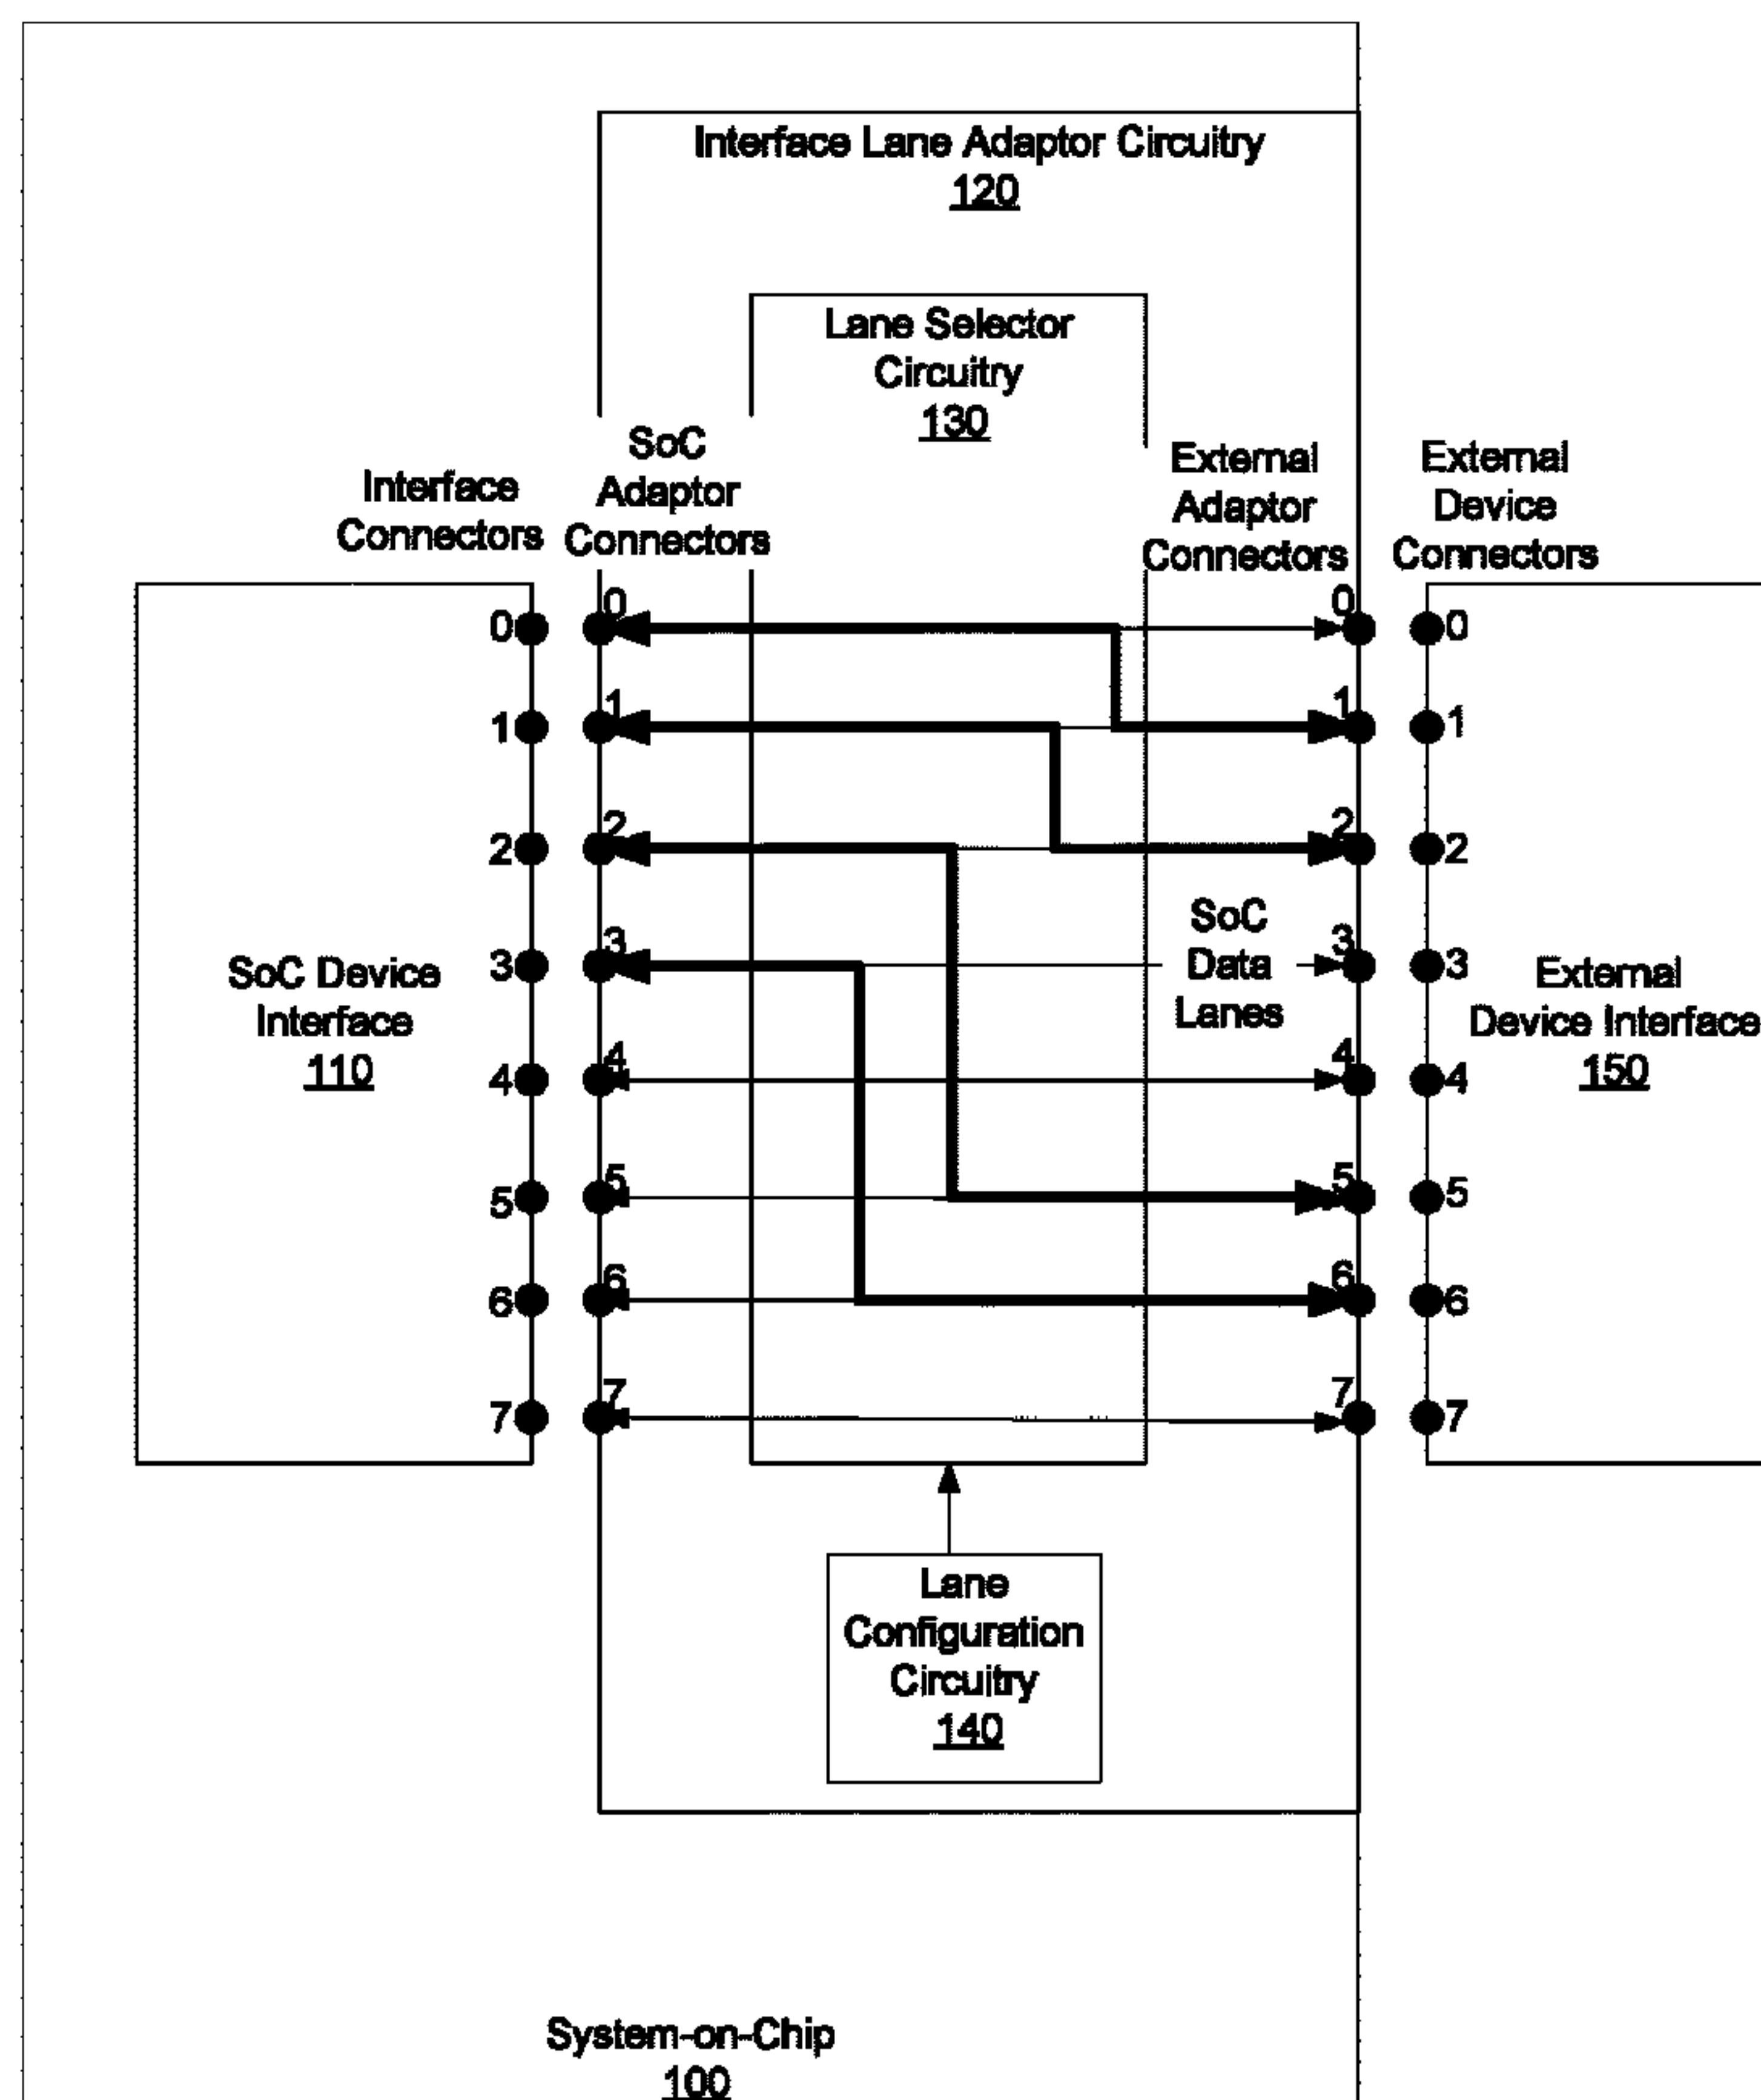 Interface Lane Adaptor Circuitry
120
Lane Selector
Circuitry
130
Interface
Connectors
SoC
Adaptor
Connectors
External
Adaptor
Connectors
External
Device
Connectors
0 0 0 0
1 1 1 1
2 2 2 2
3 3 3 3
4 4 4 4
5 5 5 5
6 6 6 6
7 7 7 7
SoC Device
Interface
110
SoC
Data
Lanes
External
Device Interface
150
Lane
Configuration
Circuitry
140
System-on-Chip
100